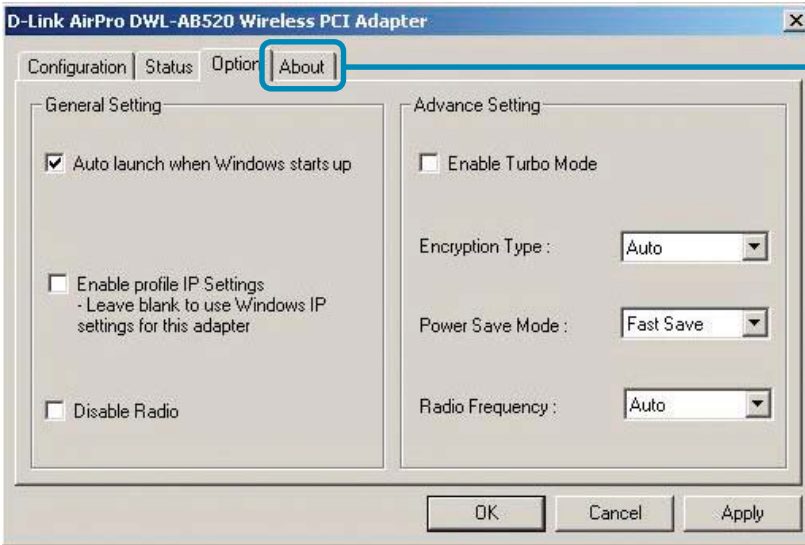 D-Link AirPro DWL-AB520 Wireless PCI Adapter
Configuration
Status
Option
About
General Setting
Auto launch when Windows starts up
Enable profile IP Settings
- Leave blank to use Windows IP
settings for this adapter
Disable Radio
Advance Setting
Enable Turbo Mode
Encryption Type :
Auto
Power Save Mode :
Fast Save
Radio Frequency :
Auto
OK
Cancel
Apply